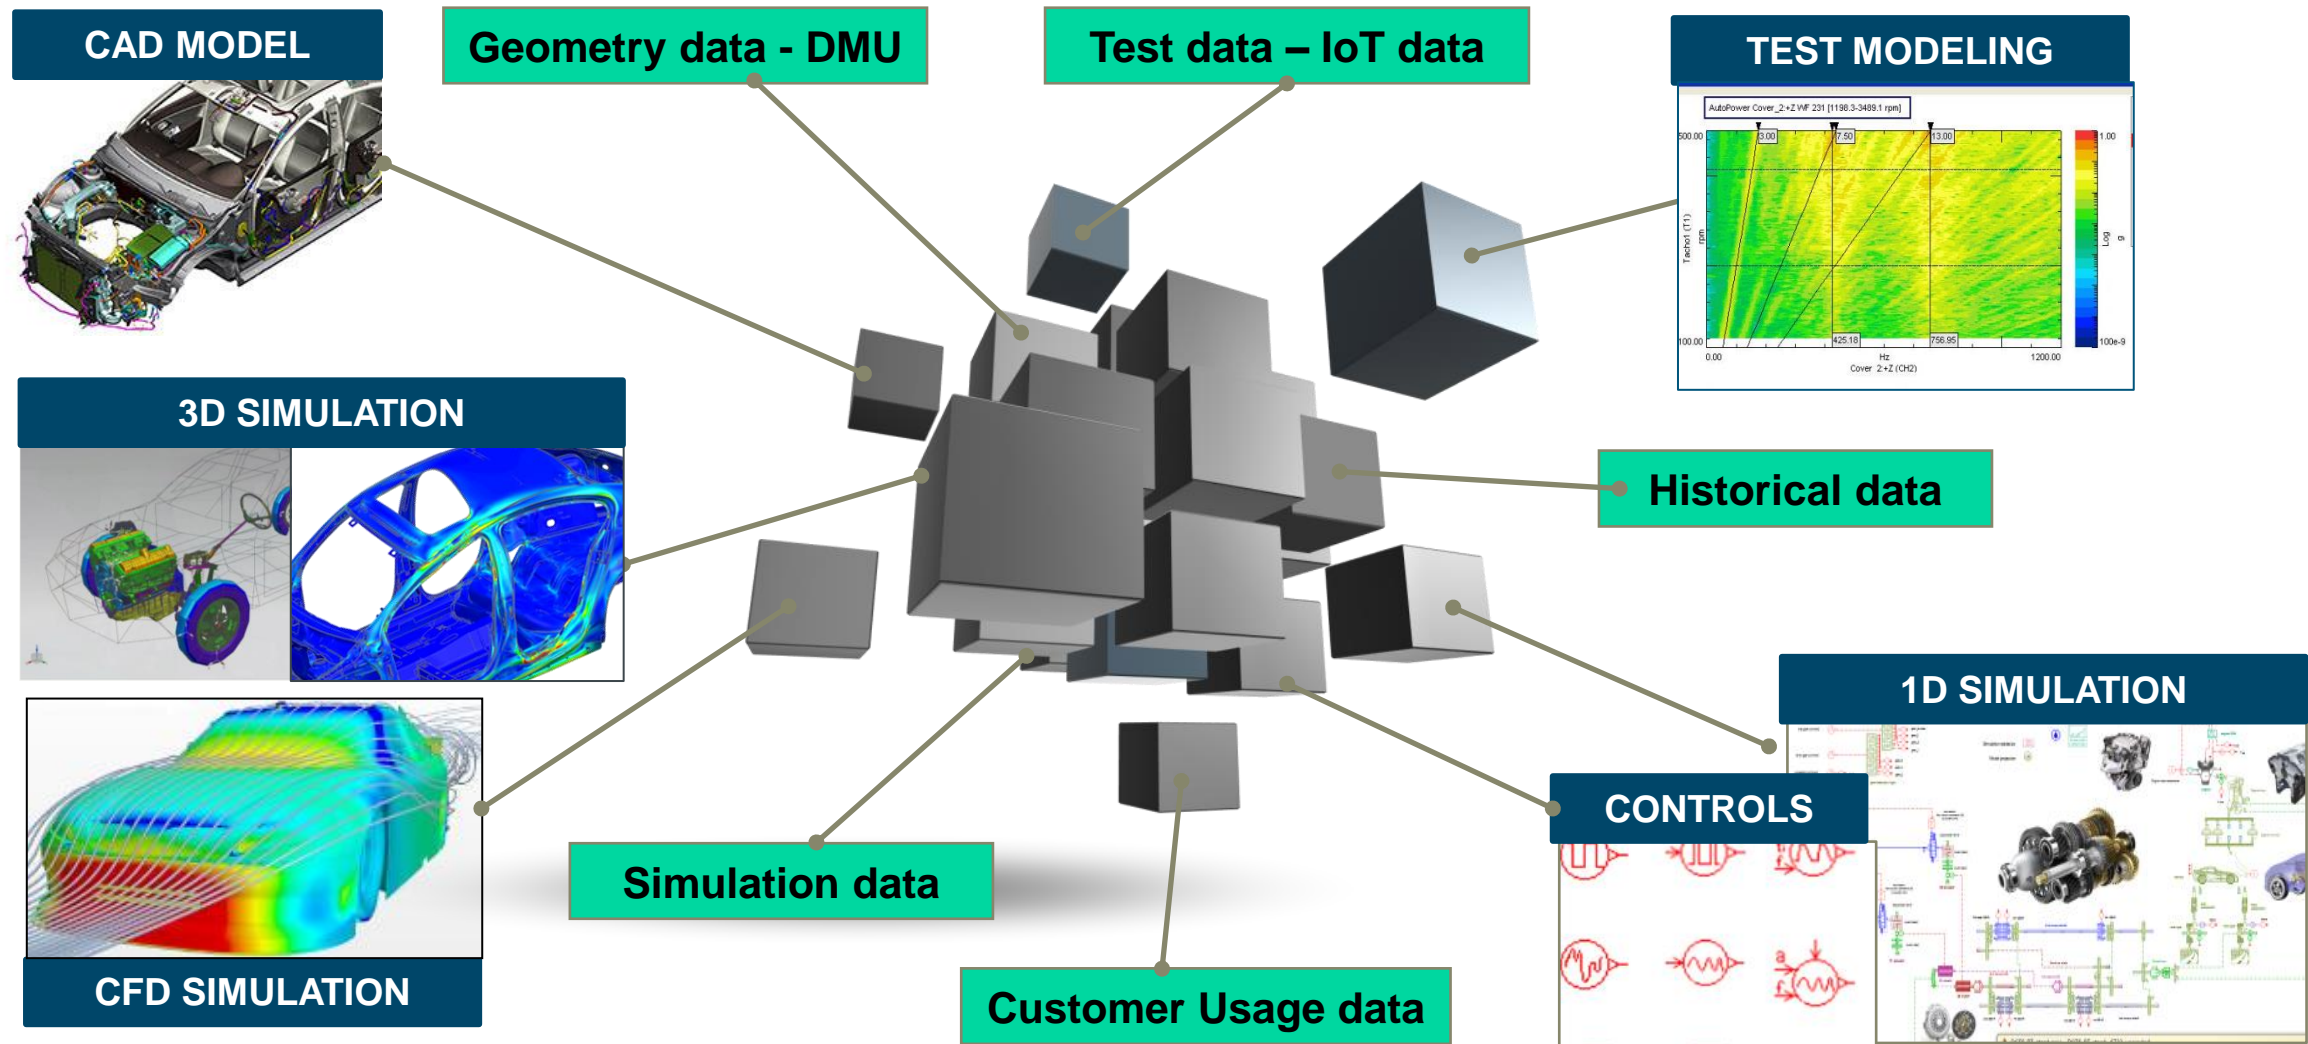 CAD MODEL
Geometry data - DMU
Test data – IoT data
TEST MODELING
AutoPower Cover_2:+Z WF 231 [1198.3-3489.1 rpm]
500.00
3.00
7.50
13.00
1.00
Tacho1 (T1)
rpm
Log
g
100.00
425.18
756.95
100e-9
0.00
Hz
1200.00
Cover 2:+Z (CH2)
3D SIMULATION
Historical data
1D SIMULATION
CONTROLS
Simulation data
CFD SIMULATION
Customer Usage data
a
f